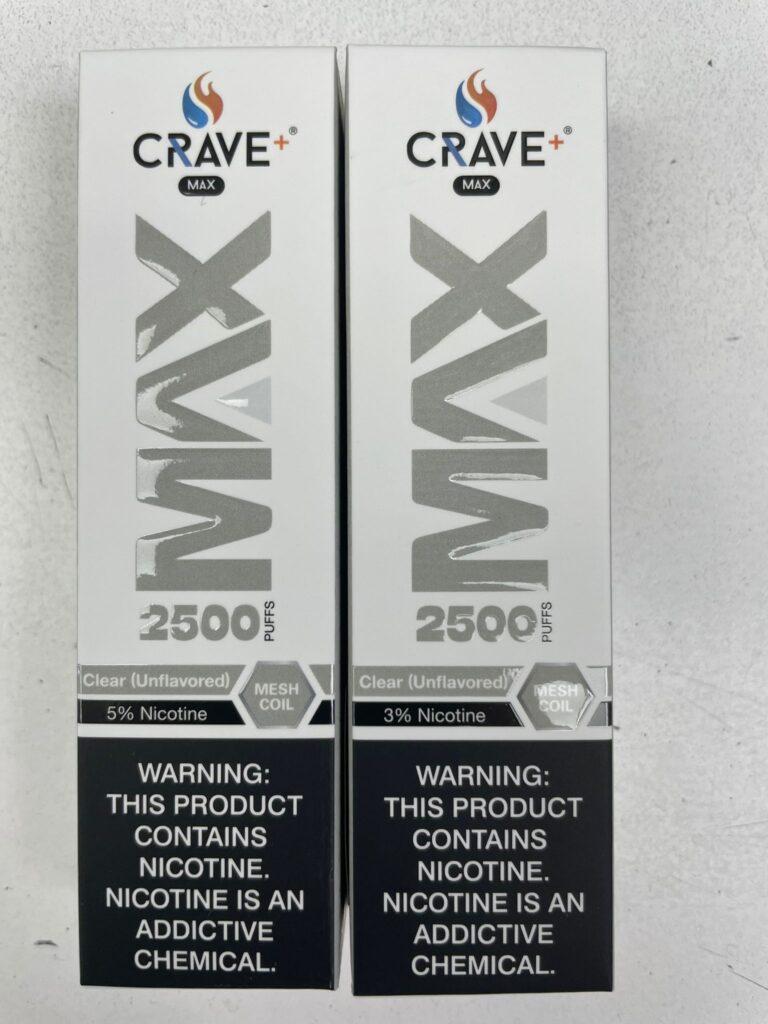 CRAVE+®
MAX
MAX
2500 PUFFS
Clear (Unflavored)
5% Nicotine
MESH
COIL
WARNING:
THIS PRODUCT
CONTAINS
NICOTINE.
NICOTINE IS AN
ADDICTIVE
CHEMICAL.
CRAVE+®
MAX
MAX
2500 PUFFS
Clear (Unflavored)
3% Nicotine
MESH
COIL
WARNING:
THIS PRODUCT
CONTAINS
NICOTINE.
NICOTINE IS AN
ADDICTIVE
CHEMICAL.